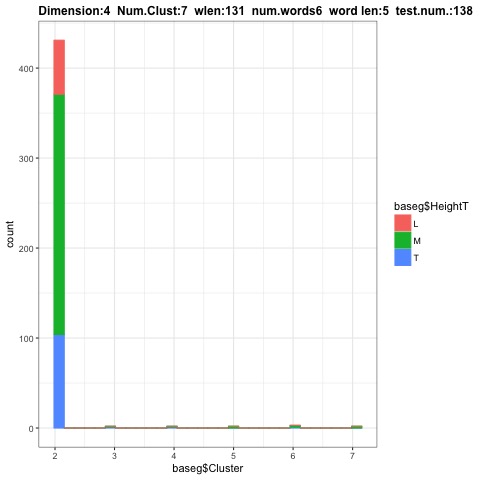 Dimension:4  Num.Clust:7  wlen:131  num.words6  word len:5  test.num.:138
400
300
200
100
0
count
2 3 4 5 6 7
baseg$Cluster
baseg$HeightT
L
M
T